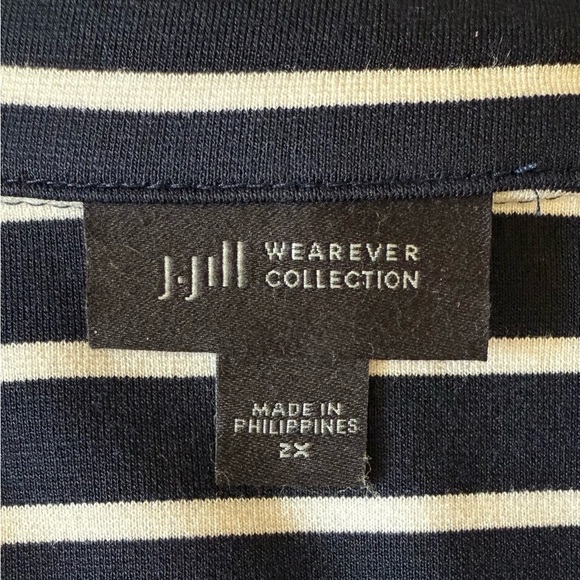 J.Jill WEAREVER
COLLECTION
MADE IN
PHILIPPINES
2X